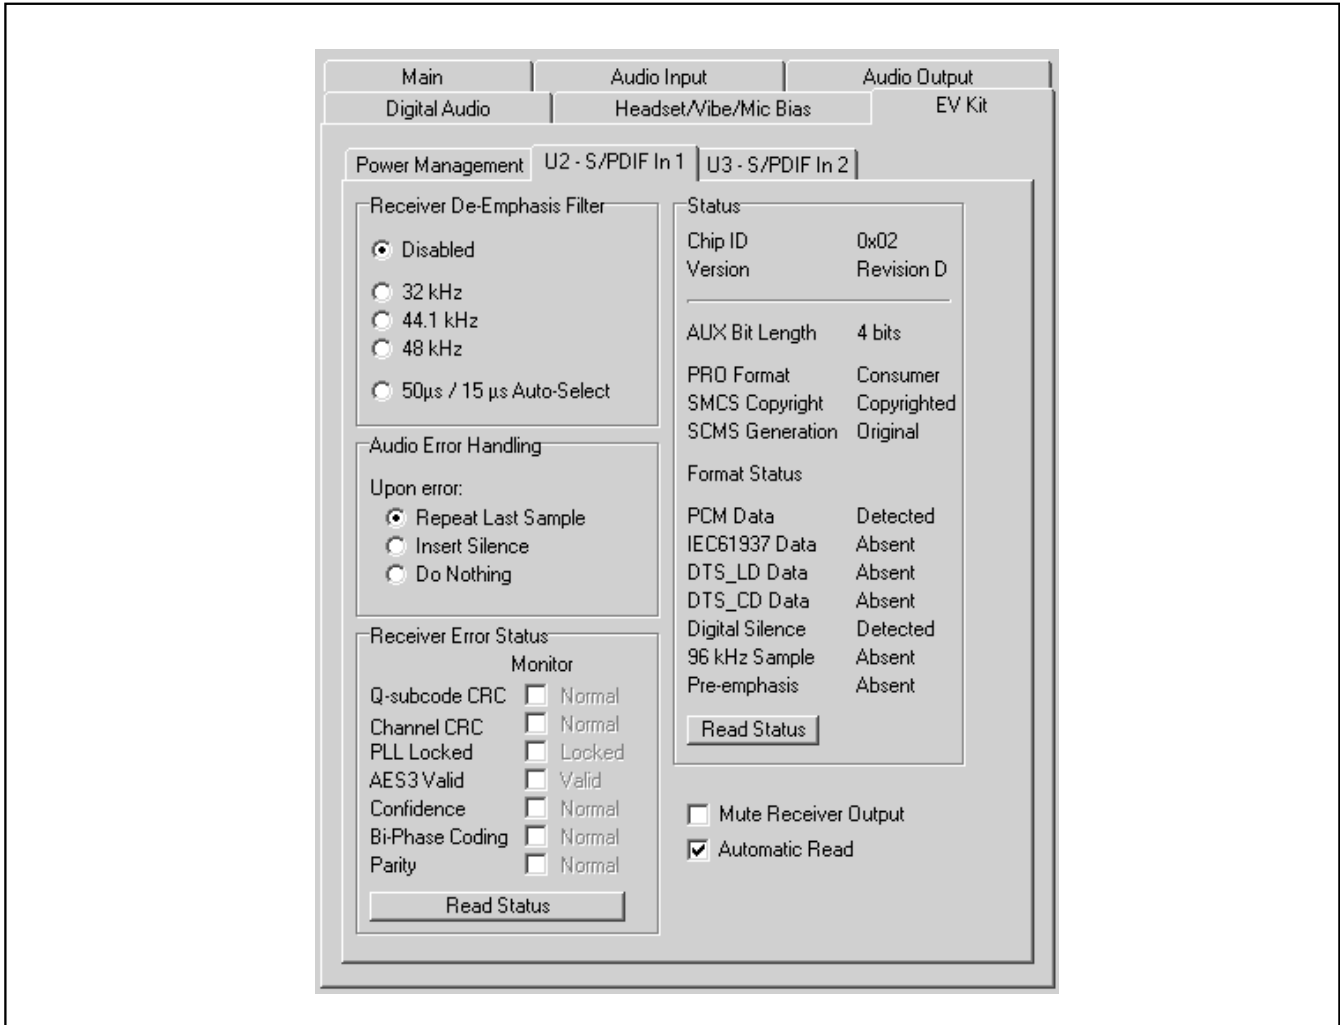 Main
Audio Input
Audio Output
Digital Audio
Headset/Vibe/Mic Bias
EV Kit
Power Management
U2 - S/PDIF In 1
U3 - S/PDIF In 2
Receiver De-Emphasis Filter
Disabled
32 kHz
44.1 kHz
48 kHz
50µs / 15 µs Auto-Select
Audio Error Handling
Upon error:
Repeat Last Sample
Insert Silence
Do Nothing
Receiver Error Status
Monitor
Q-subcode CRC Normal
Channel CRC Normal
PLL Locked Locked
AES3 Valid Valid
Confidence Normal
Bi-Phase Coding Normal
Parity Normal
Read Status
Status
Chip ID 0x02
Version Revision D
AUX Bit Length 4 bits
PRO Format Consumer
SMCS Copyright Copyrighted
SCMS Generation Original
Format Status
PCM Data Detected
IEC61937 Data Absent
DTS_LD Data Absent
DTS_CD Data Absent
Digital Silence Detected
96 kHz Sample Absent
Pre-emphasis Absent
Read Status
Mute Receiver Output
Automatic Read